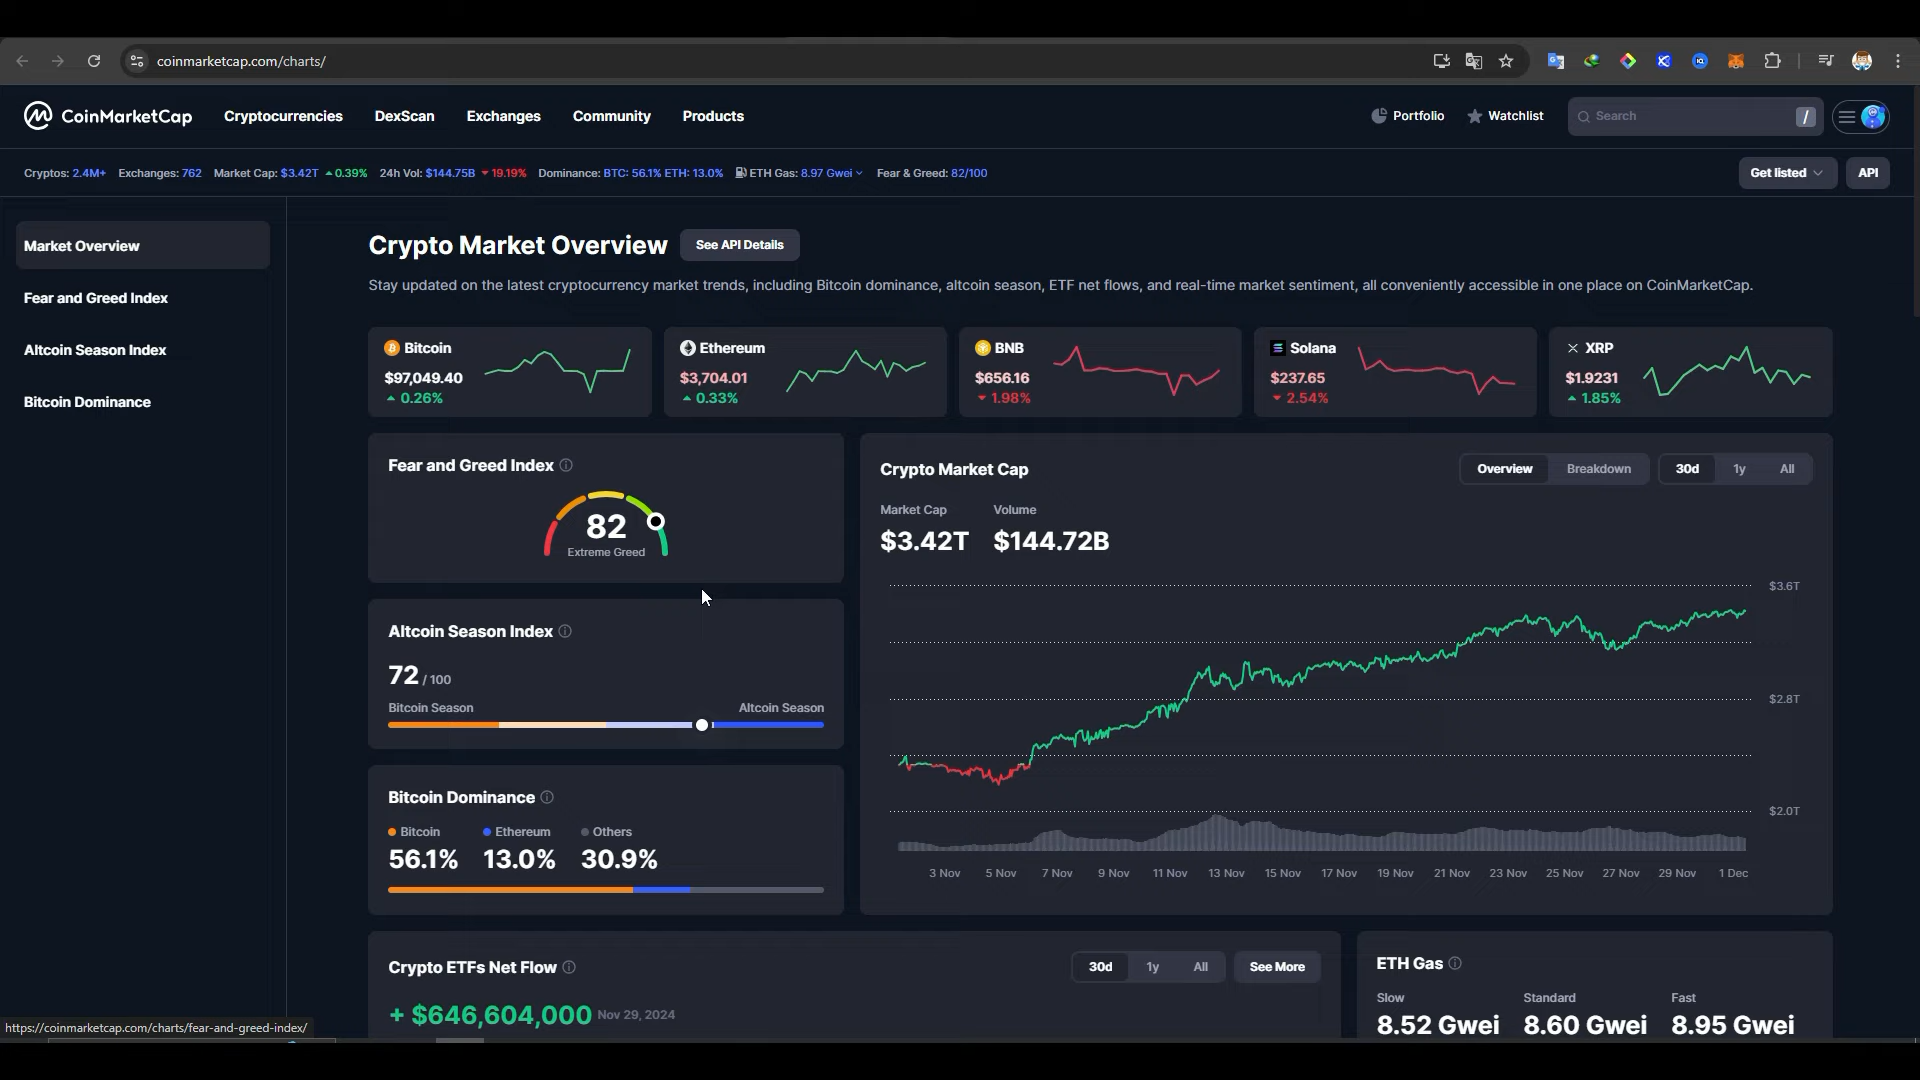 coinmarketcap.com/charts/
CoinMarketCap
Cryptocurrencies DexScan Exchanges Community Products
Portfolio Watchlist Search /
Cryptos: 2.4M+ Exchanges: 762 Market Cap: $3.42T 0.39% 24h Vol: $144.75B 19.19% Dominance: BTC: 56.1% ETH: 13.0% ETH Gas: 8.97 Gwei Fear & Greed: 82/100
Get listed API
Market Overview
Fear and Greed Index
Altcoin Season Index
Bitcoin Dominance
Crypto Market Overview See API Details
Stay updated on the latest cryptocurrency market trends, including Bitcoin dominance, altcoin season, ETF net flows, and real-time market sentiment, all conveniently accessible in one place on CoinMarketCap.
Bitcoin
$97,049.40
0.26%
Ethereum
$3,704.01
0.33%
BNB
$656.16
1.98%
Solana
$237.65
2.54%
XRP
$1.9231
1.85%
Fear and Greed Index
82
Extreme Greed
Altcoin Season Index
72 / 100
Bitcoin Season Altcoin Season
Bitcoin Dominance
Bitcoin Ethereum Others
56.1% 13.0% 30.9%
Crypto Market Cap
Overview Breakdown 30d 1y All
Market Cap Volume
$3.42T $144.72B
$3.6T
$2.8T
$2.0T
3 Nov 5 Nov 7 Nov 9 Nov 11 Nov 13 Nov 15 Nov 17 Nov 19 Nov 21 Nov 23 Nov 25 Nov 27 Nov 29 Nov 1 Dec
Crypto ETFs Net Flow
30d 1y All See More
+ $646,604,000 Nov 29, 2024
ETH Gas
Slow Standard Fast
8.52 Gwei 8.60 Gwei 8.95 Gwei
https://coinmarketcap.com/charts/fear-and-greed-index/